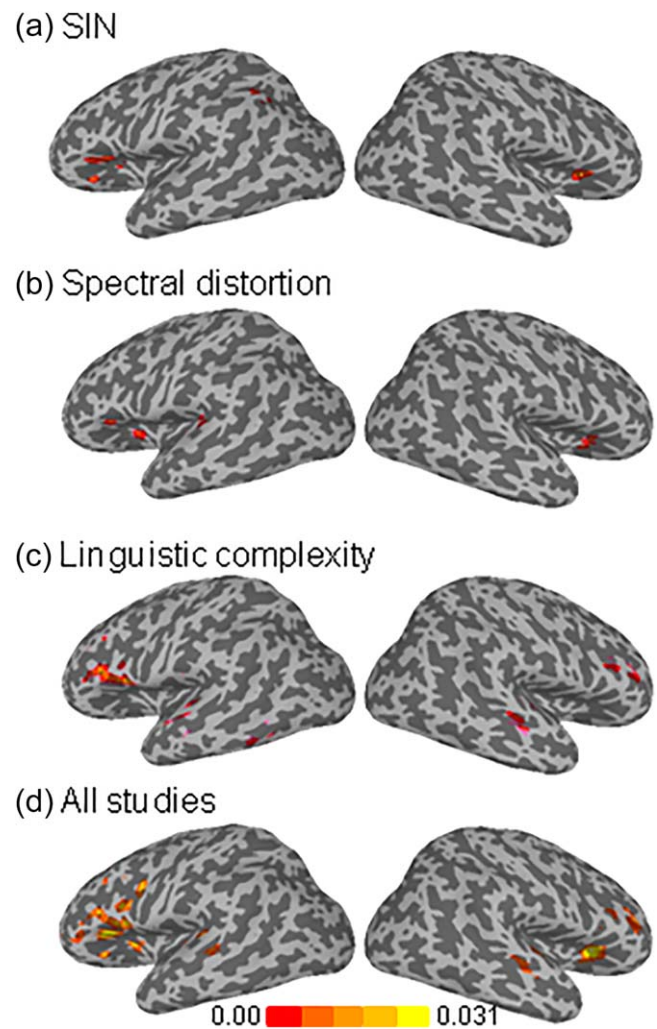 (a) SIN
(b) Spectral distortion
(c) Linguistic complexity
(d) All studies
0.00 0.031